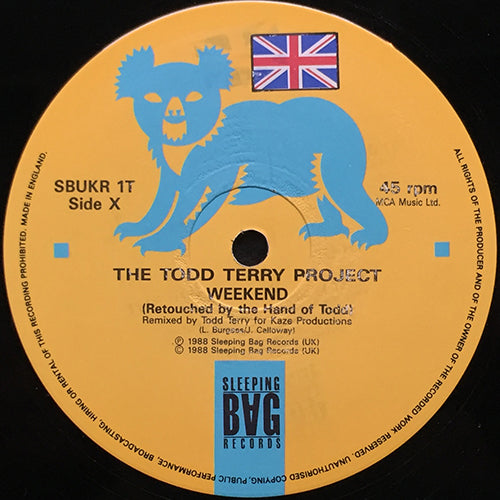 SBUKR 1T
Side X
45 rpm
MCA Music Ltd.
THE TODD TERRY PROJECT
WEEKEND
(Retouched by the Hand of Todd)
Remixed by Todd Terry for Kaze Productions
(L. Burgess/J. Calloway)
Ⓟ 1988 Sleeping Bag Records (UK)
© 1988 Sleeping Bag Records (UK)
SLEEPING
BAG
RECORDS
ALL RIGHTS OF THE PRODUCER AND OF THE OWNER OF THE RECORDED WORK RESERVED. UNAUTHORISED COPYING, PUBLIC PERFORMANCE, BROADCASTING, HIRING OR RENTAL OF THIS RECORDING PROHIBITED. MADE IN ENGLAND.